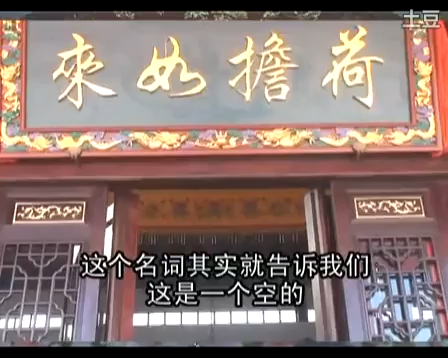 土豆
荷擔如來
这个名词其实就告诉我们
这是一个空的